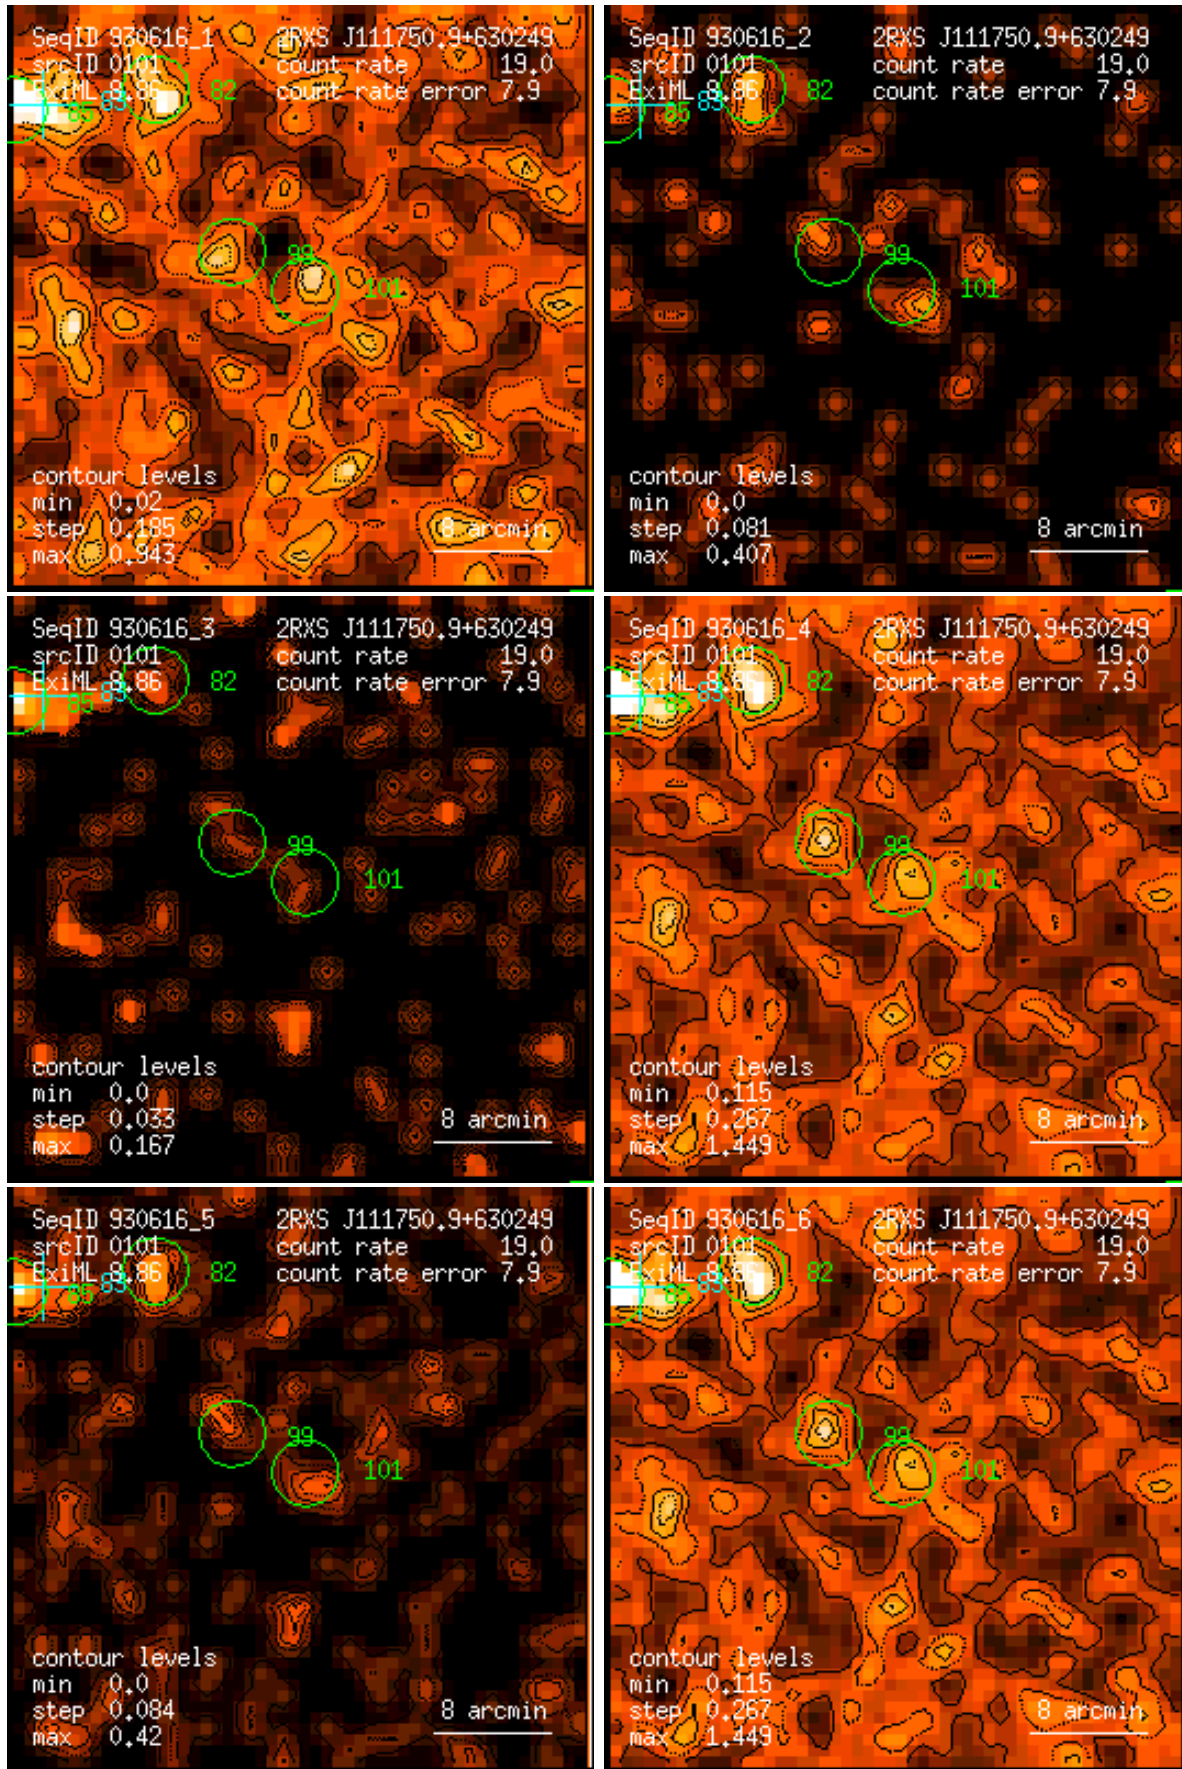 SeqID 930616_1 2RXS J111750.9+630249
srcID 0101 count rate 19.0
ExiML 9.86 82 count rate error 7.9
85 83
99
101
contour levels
min 0.02
step 0.185 8 arcmin
max 0.943
SeqID 930616_2 2RXS J111750.9+630249
srcID 0101 count rate 19.0
ExiML 9.86 82 count rate error 7.9
85 83
99
101
contour levels
min 0.0
step 0.081 8 arcmin
max 0.407
SeqID 930616_3 2RXS J111750.9+630249
srcID 0101 count rate 19.0
ExiML 9.86 82 count rate error 7.9
85 83
99
101
contour levels
min 0.0
step 0.033 8 arcmin
max 0.167
SeqID 930616_4 2RXS J111750.9+630249
srcID 0101 count rate 19.0
ExiML 9.86 82 count rate error 7.9
85 83
99
101
contour levels
min 0.115
step 0.267 8 arcmin
max 1.449
SeqID 930616_5 2RXS J111750.9+630249
srcID 0101 count rate 19.0
ExiML 9.86 82 count rate error 7.9
85 83
99
101
contour levels
min 0.0
step 0.084 8 arcmin
max 0.42
SeqID 930616_6 2RXS J111750.9+630249
srcID 0101 count rate 19.0
ExiML 9.86 82 count rate error 7.9
85 83
99
101
contour levels
min 0.115
step 0.267 8 arcmin
max 1.449